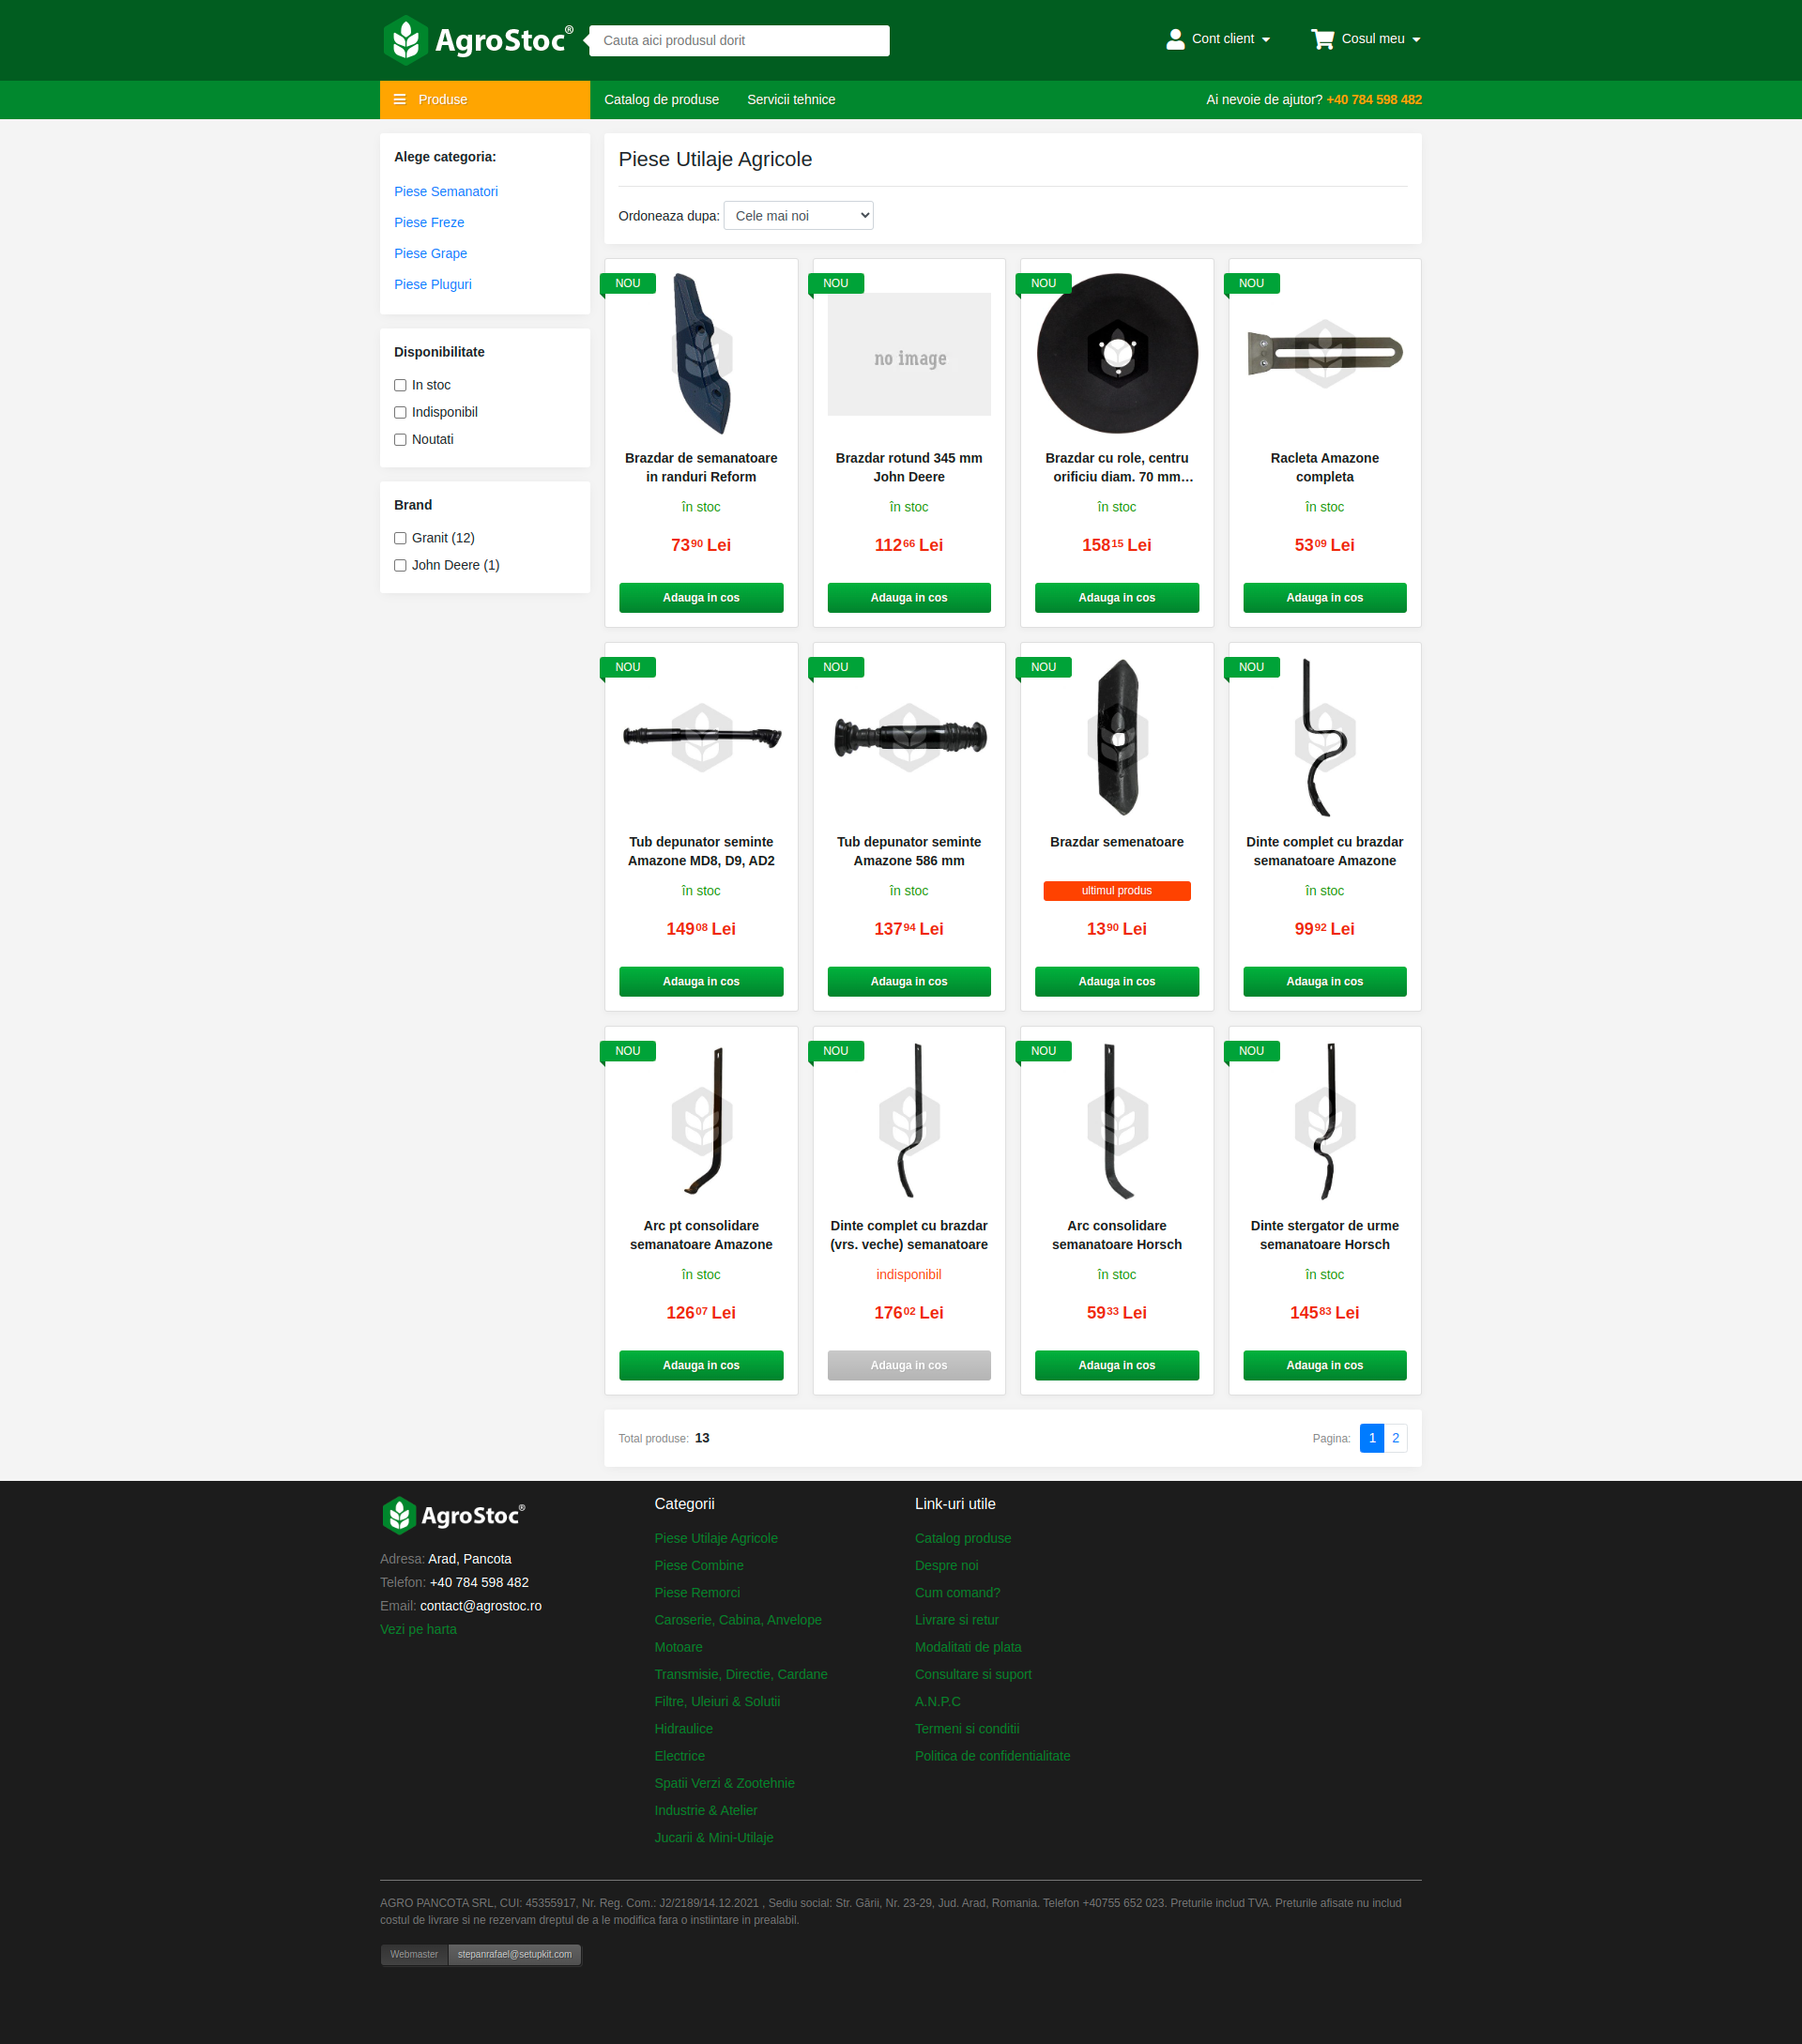 AgroStoc®
Cauta aici produsul dorit
Cont client
Cosul meu
Produse
Catalog de produse
Servicii tehnice
Ai nevoie de ajutor? +40 784 598 482
Alege categoria:
Piese Semanatori
Piese Freze
Piese Grape
Piese Pluguri
Disponibilitate
In stoc
Indisponibil
Noutati
Brand
Granit (12)
John Deere (1)
Piese Utilaje Agricole
Ordoneaza dupa: Cele mai noi
NOU
Brazdar de semanatoare
in randuri Reform
în stoc
73 90 Lei
Adauga in cos
NOU
no image
Brazdar rotund 345 mm
John Deere
în stoc
112 66 Lei
Adauga in cos
NOU
Brazdar cu role, centru
orificiu diam. 70 mm…
în stoc
158 15 Lei
Adauga in cos
NOU
Racleta Amazone
completa
în stoc
53 09 Lei
Adauga in cos
NOU
Tub depunator seminte
Amazone MD8, D9, AD2
în stoc
149 08 Lei
Adauga in cos
NOU
Tub depunator seminte
Amazone 586 mm
în stoc
137 94 Lei
Adauga in cos
NOU
Brazdar semenatoare
ultimul produs
13 90 Lei
Adauga in cos
NOU
Dinte complet cu brazdar
semanatoare Amazone
în stoc
99 92 Lei
Adauga in cos
NOU
Arc pt consolidare
semanatoare Amazone
în stoc
126 07 Lei
Adauga in cos
NOU
Dinte complet cu brazdar
(vrs. veche) semanatoare
indisponibil
176 02 Lei
Adauga in cos
NOU
Arc consolidare
semanatoare Horsch
în stoc
59 33 Lei
Adauga in cos
NOU
Dinte stergator de urme
semanatoare Horsch
în stoc
145 83 Lei
Adauga in cos
Total produse: 13
Pagina: 1 2
AgroStoc®
Adresa: Arad, Pancota
Telefon: +40 784 598 482
Email: contact@agrostoc.ro
Vezi pe harta
Categorii
Piese Utilaje Agricole
Piese Combine
Piese Remorci
Caroserie, Cabina, Anvelope
Motoare
Transmisie, Directie, Cardane
Filtre, Uleiuri & Solutii
Hidraulice
Electrice
Spatii Verzi & Zootehnie
Industrie & Atelier
Jucarii & Mini-Utilaje
Link-uri utile
Catalog produse
Despre noi
Cum comand?
Livrare si retur
Modalitati de plata
Consultare si suport
A.N.P.C
Termeni si conditii
Politica de confidentialitate
AGRO PANCOTA SRL, CUI: 45355917, Nr. Reg. Com.: J2/2189/14.12.2021 , Sediu social: Str. Gării, Nr. 23-29, Jud. Arad, Romania. Telefon +40755 652 023. Preturile includ TVA. Preturile afisate nu includ
costul de livrare si ne rezervam dreptul de a le modifica fara o instiintare in prealabil.
Webmaster stepanrafael@setupkit.com